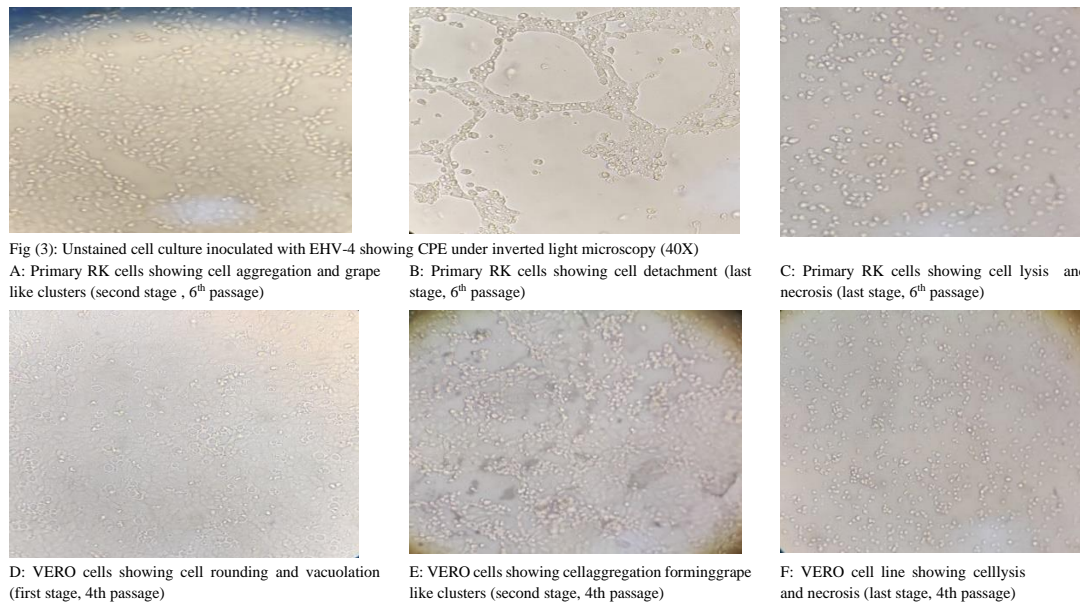 Fig (3): Unstained cell culture inoculated with EHV-4 showing CPE under inverted light microscopy (40X)
A: Primary RK cells showing cell aggregation and grape
like clusters (second stage , 6th passage)
B: Primary RK cells showing cell detachment (last
stage, 6th passage)
C: Primary RK cells showing cell lysis and
necrosis (last stage, 6th passage)
D: VERO cells showing cell rounding and vacuolation
(first stage, 4th passage)
E: VERO cells showing cellaggregation forminggrape
like clusters (second stage, 4th passage)
F: VERO cell line showing celllysis
and necrosis (last stage, 4th passage)